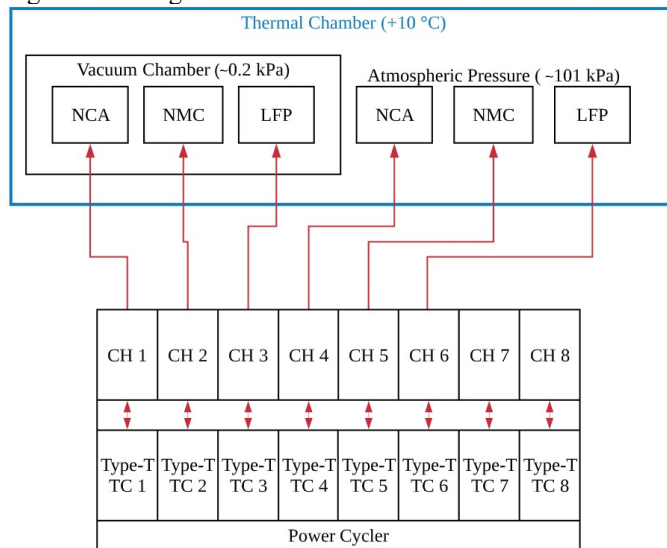 Thermal Chamber (+10 °C)
Vacuum Chamber (~0.2 kPa)
Atmospheric Pressure ( ~101 kPa)
NCA
NMC
LFP
NCA
NMC
LFP
CH 1
CH 2
CH 3
CH 4
CH 5
CH 6
CH 7
CH 8
Type-T
TC 1
Type-T
TC 2
Type-T
TC 3
Type-T
TC 4
Type-T
TC 5
Type-T
TC 6
Type-T
TC 7
Type-T
TC 8
Power Cycler